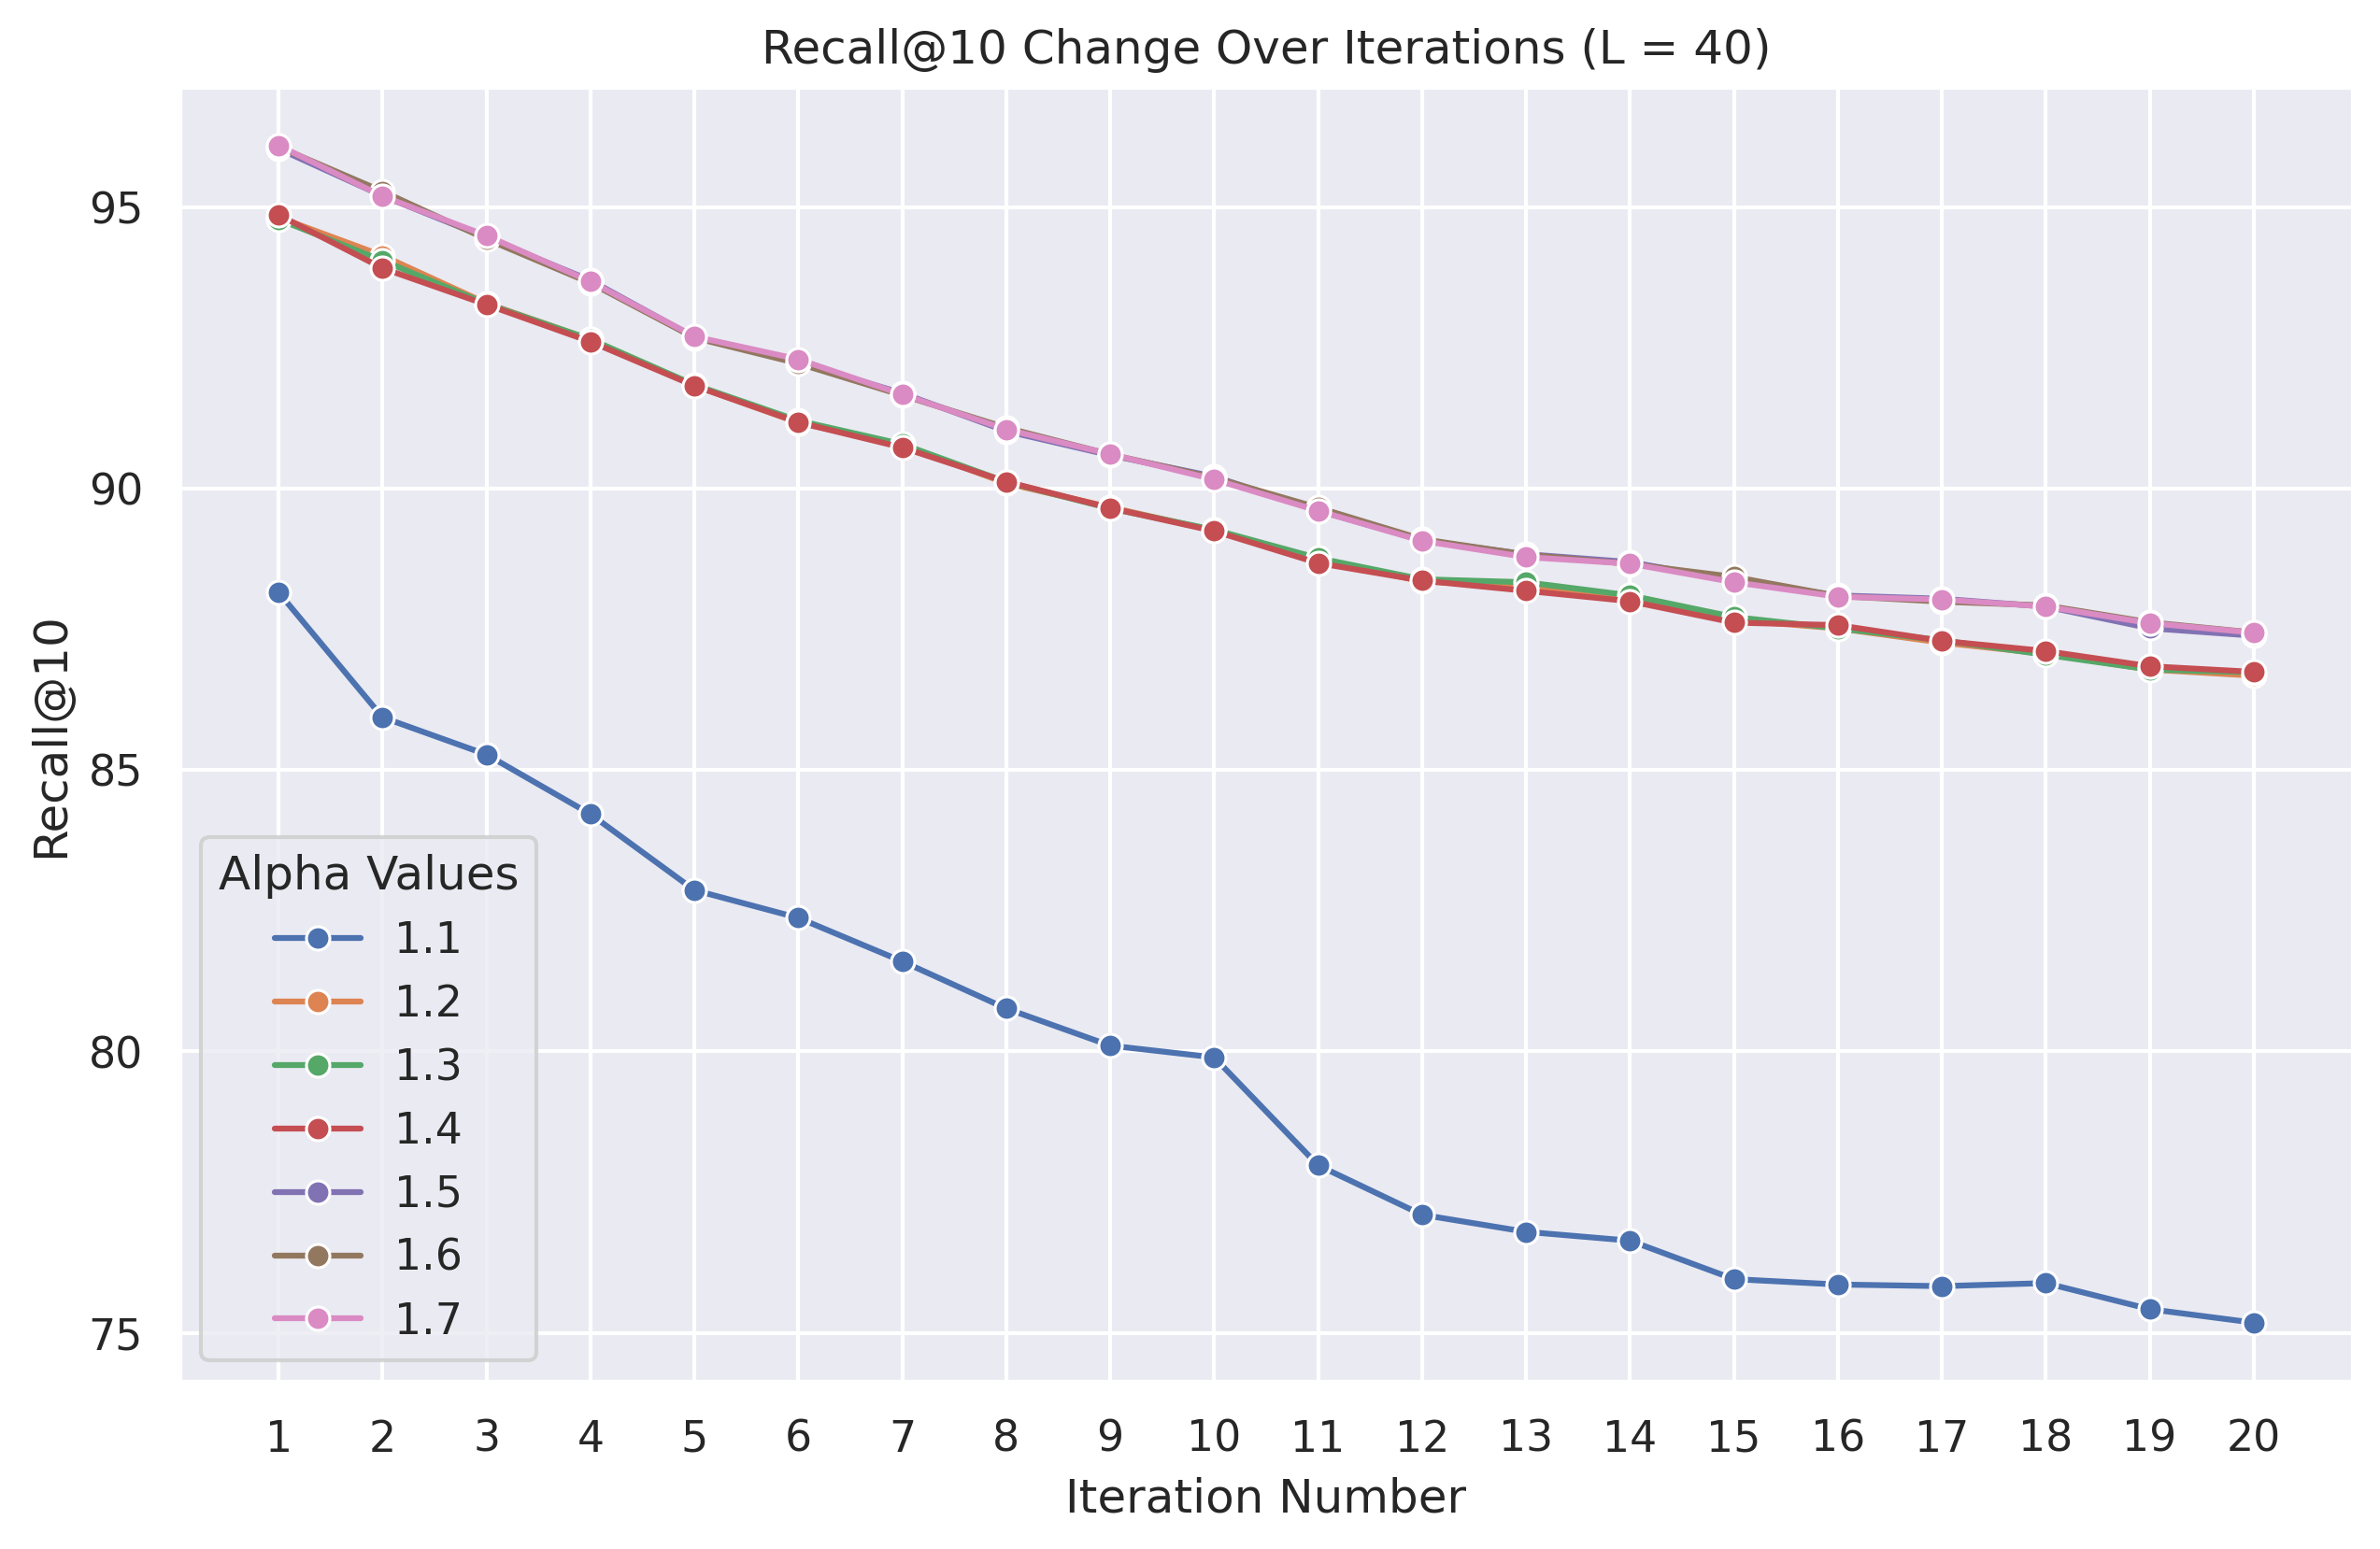 Recall@10 Change Over Iterations (L = 40)
Recall@10
95
90
85
80
75
Alpha Values
1.1
1.2
1.3
1.4
1.5
1.6
1.7
1 2 3 4 5 6 7 8 9 10 11 12 13 14 15 16 17 18 19 20
Iteration Number